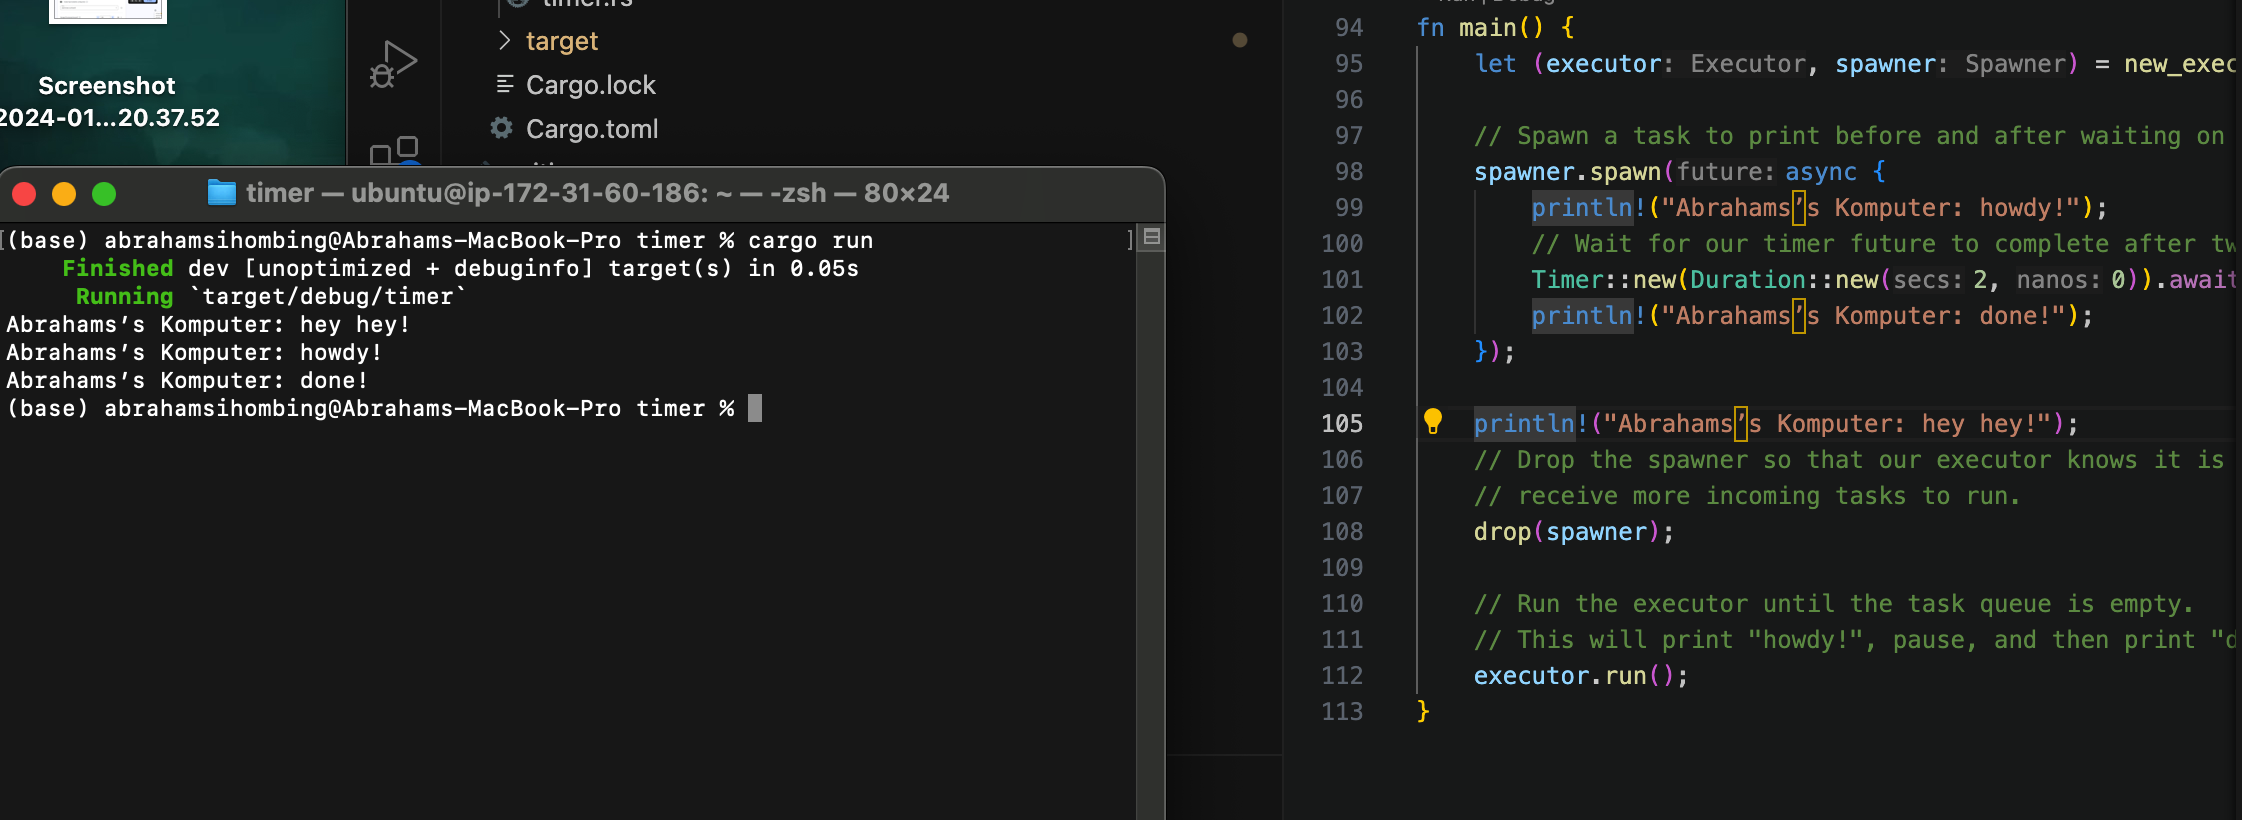 Screenshot
2024-01...20.37.52
timer.rs
target
Cargo.lock
Cargo.toml
timer — ubuntu@ip-172-31-60-186: ~ — -zsh — 80×24
(base) abrahamsihombing@Abrahams-MacBook-Pro timer % cargo run
Finished dev [unoptimized + debuginfo] target(s) in 0.05s
Running `target/debug/timer`
Abrahams’s Komputer: hey hey!
Abrahams’s Komputer: howdy!
Abrahams’s Komputer: done!
(base) abrahamsihombing@Abrahams-MacBook-Pro timer %
94 fn main() {
95 let (executor: Executor, spawner: Spawner) = new_exec
96
97 // Spawn a task to print before and after waiting on
98 spawner.spawn(future: async {
99 println!("Abrahams’s Komputer: howdy!");
100 // Wait for our timer future to complete after tw
101 Timer::new(Duration::new(secs: 2, nanos: 0)).await
102 println!("Abrahams’s Komputer: done!");
103 });
104
105 println!("Abrahams’s Komputer: hey hey!");
106 // Drop the spawner so that our executor knows it is
107 // receive more incoming tasks to run.
108 drop(spawner);
109
110 // Run the executor until the task queue is empty.
111 // This will print "howdy!", pause, and then print "d
112 executor.run();
113 }